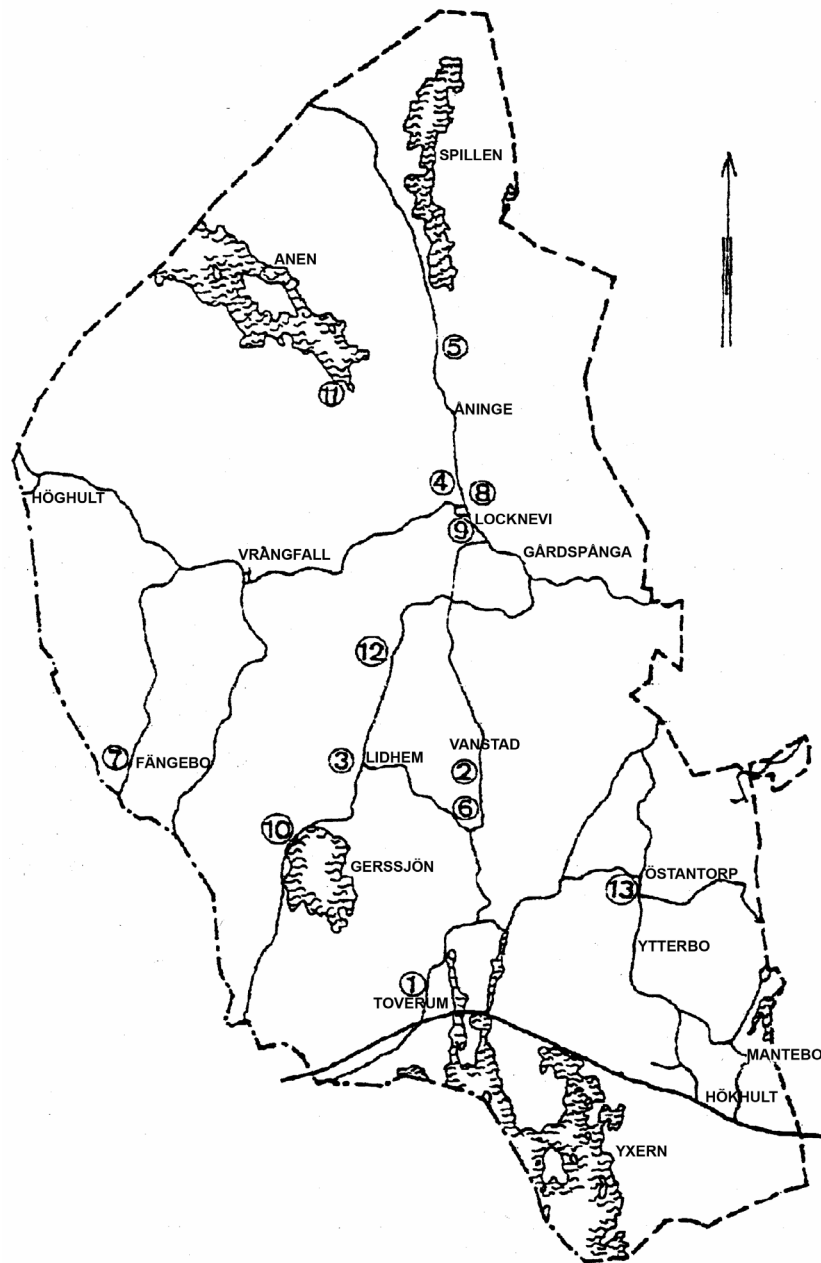 SPILLEN
ANEN
5
11
ÅNINGE
4
8
HÖGHULT
LOCKNEVI
9
VRÅNGFALL
GÅRDSPÅNGA
12
VANSTAD
7
FÄNGEBO
3
LIDHEM
2
6
10
GERSSJÖN
ÖSTANTORP
13
YTTERBO
1
TOVERUM
MANTEBO
HÖKHULT
YXERN